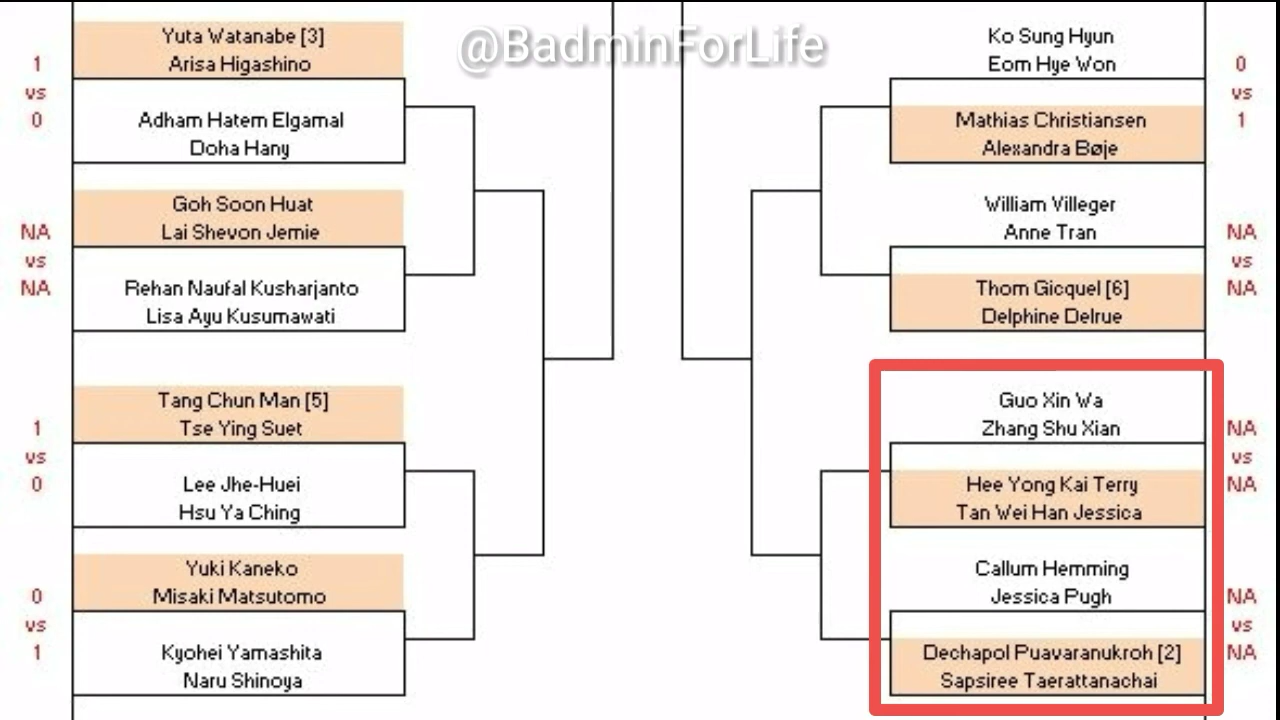 @BadminForLife
Yuta Watanabe [3]
1
Arisa Higashino
vs
0
Adham Hatem Elgamal
Doha Hany
Goh Soon Huat
NA
Lai Shevon Jemie
vs
NA
Rehan Naufal Kusharjanto
Lisa Ayu Kusumawati
Tang Chun Man [5]
1
Tse Ying Suet
vs
0
Lee Jhe-Huei
Hsu Ya Ching
Yuki Kaneko
0
Misaki Matsutomo
vs
1
Kyohei Yamashita
Naru Shinoya
Ko Sung Hyun
Eom Hye Won
0
vs
Mathias Christiansen
1
Alexandra Bøje
William Villeger
Anne Tran
NA
vs
Thom Gicquel [6]
NA
Delphine Delrue
Guo Xin Wa
Zhang Shu Xian
NA
vs
Hee Yong Kai Terry
NA
Tan Wei Han Jessica
Callum Hemming
Jessica Pugh
NA
vs
Dechapol Puavaranukroh [2]
NA
Sapsiree Taerattanachai